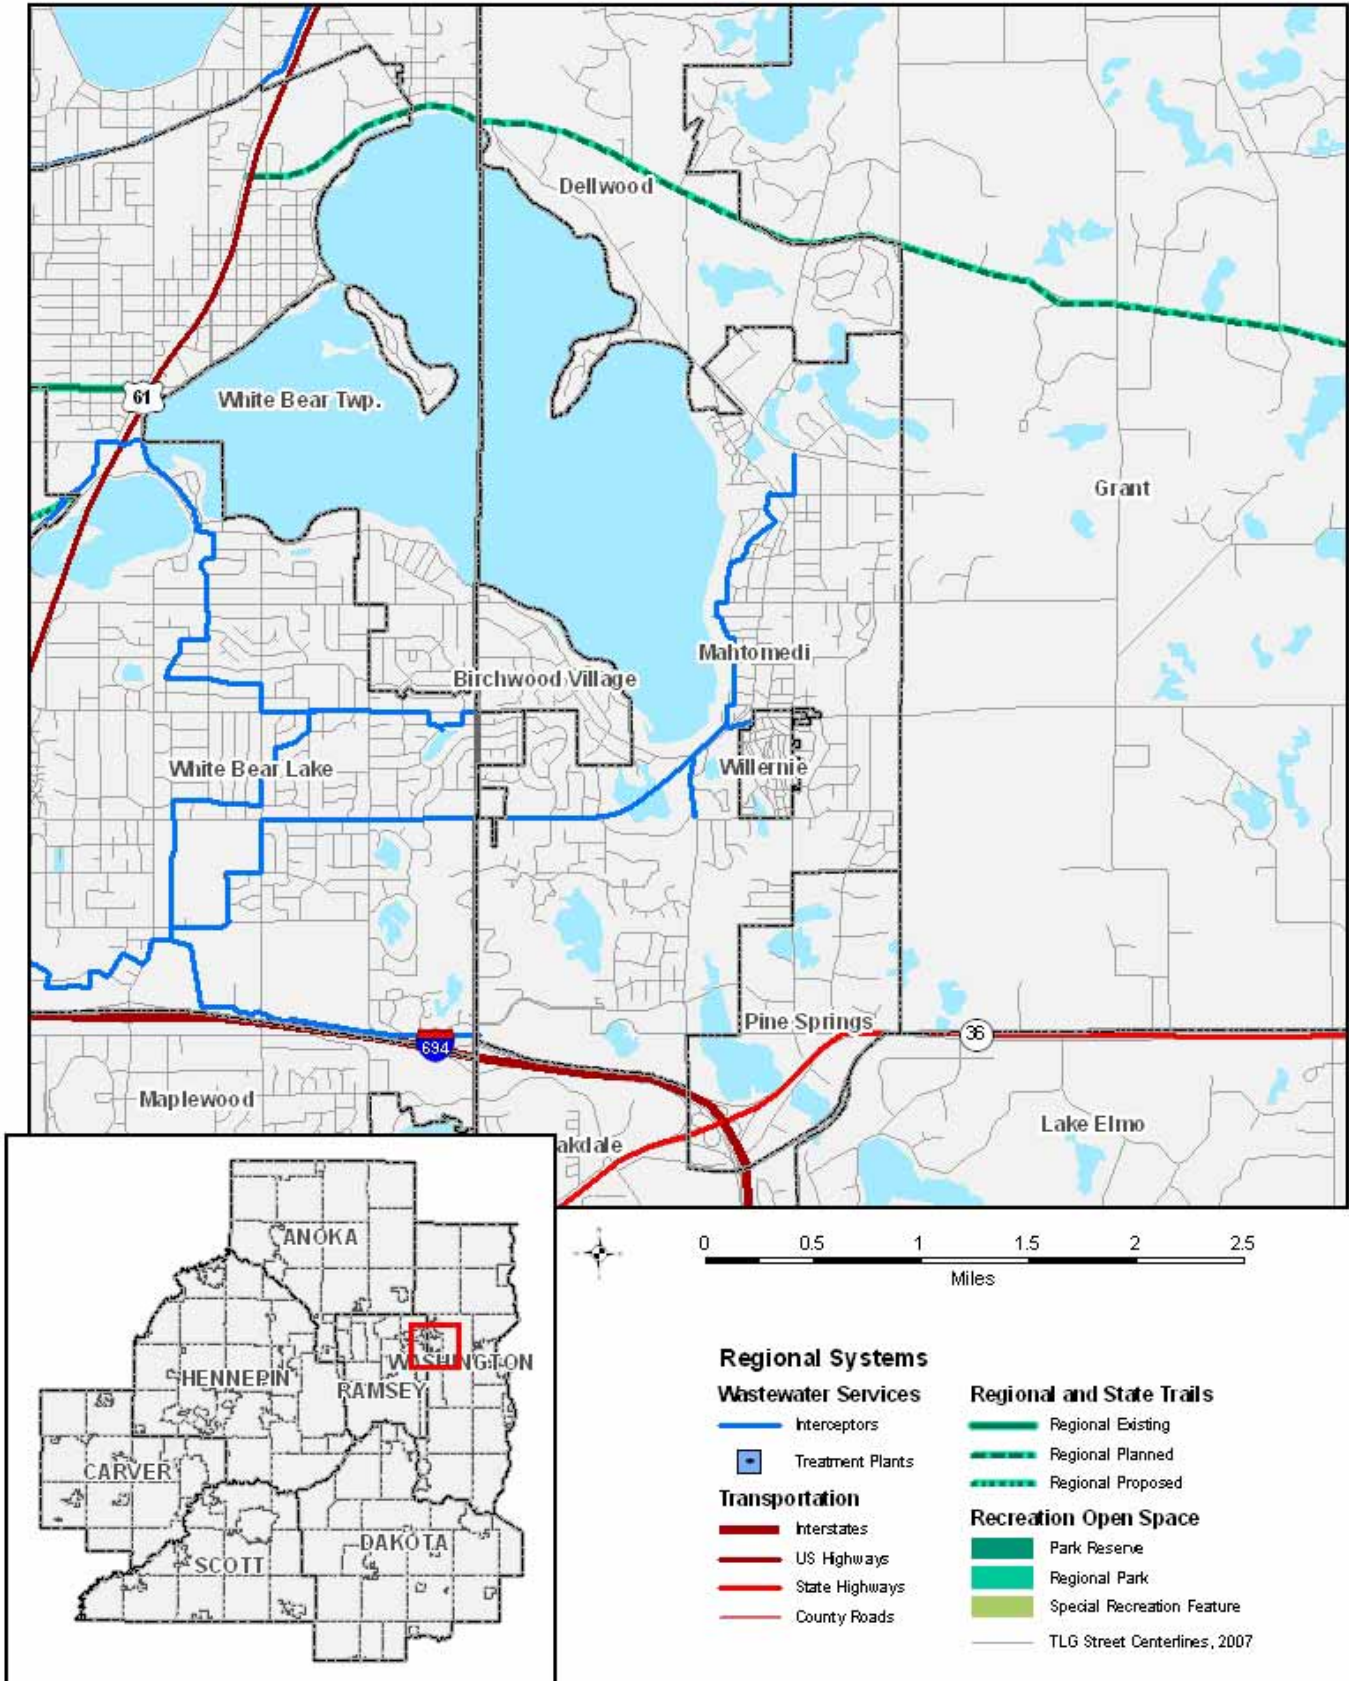 Dellwood
61
White Bear Twp.
Grant
Mahtomedi
Birchwood Village
White Bear Lake
Willernie
Pine Springs
36
694
Maplewood
Lake Elmo
akdale
ANOKA
WASHINGTON
HENNEPIN
RAMSEY
CARVER
DAKOTA
SCOTT
0 0.5 1 1.5 2 2.5
Miles
Regional Systems
Wastewater Services
Interceptors
Treatment Plants
Transportation
Interstates
US Highways
State Highways
County Roads
Regional and State Trails
Regional Existing
Regional Planned
Regional Proposed
Recreation Open Space
Park Reserve
Regional Park
Special Recreation Feature
TLG Street Centerlines, 2007